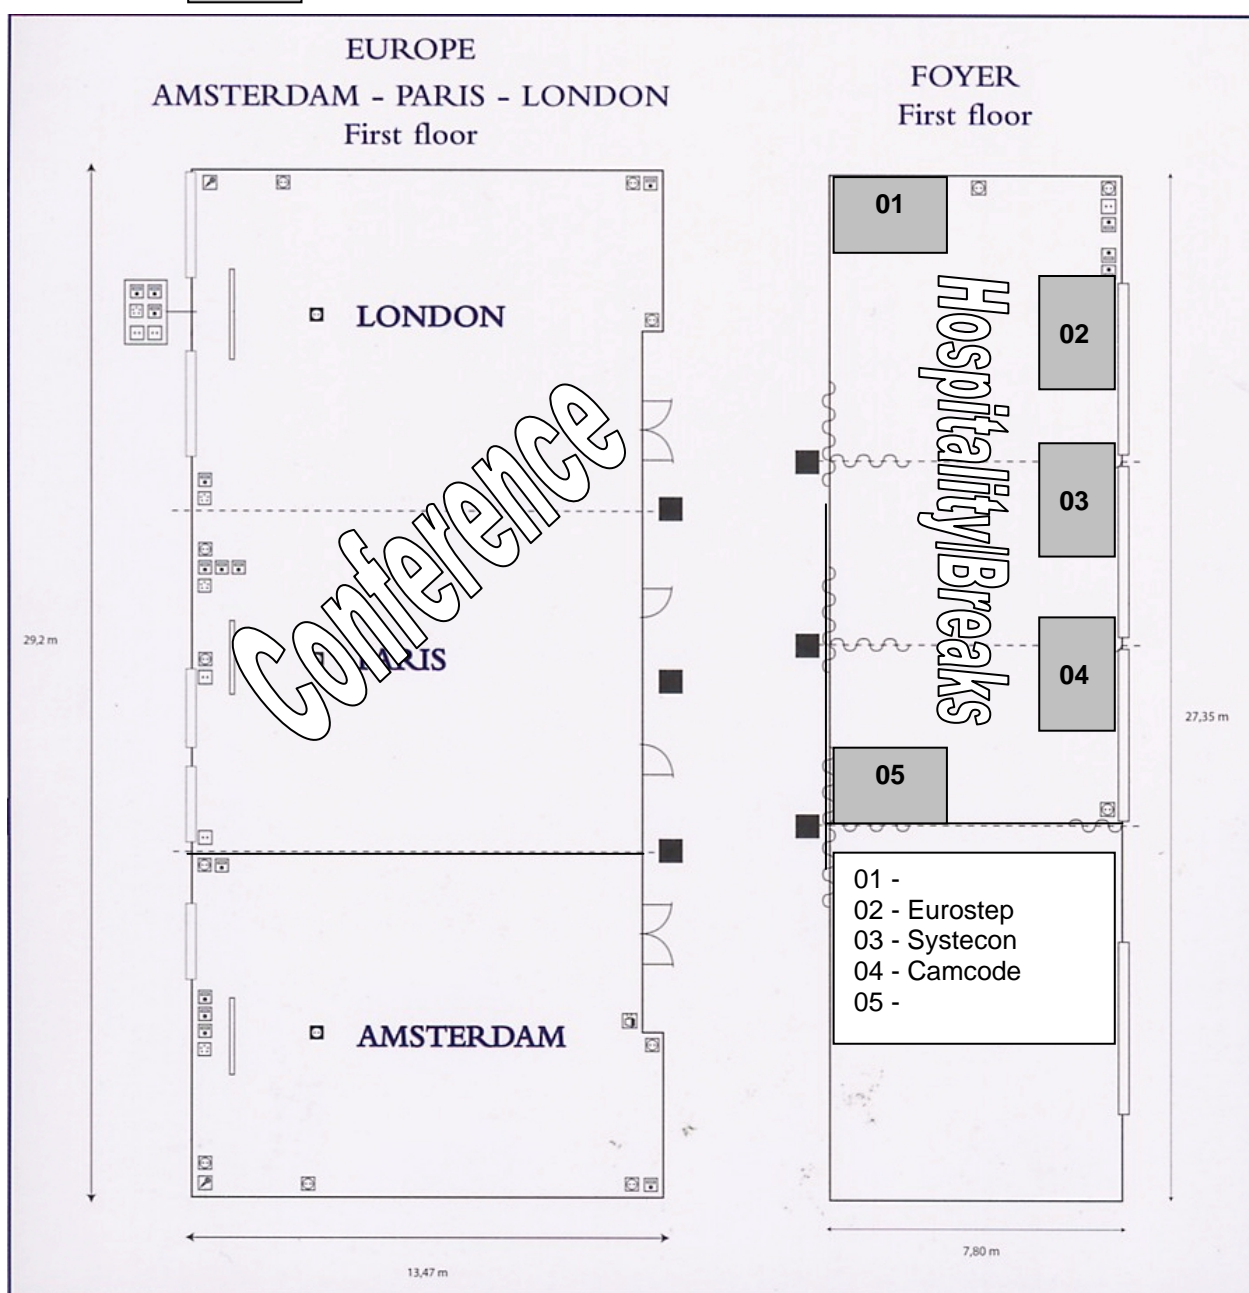 EUROPE
AMSTERDAM - PARIS - LONDON
First floor
FOYER
First floor
01
02
03
04
05
Hospitality/Breaks
LONDON
Conference
PARIS
AMSTERDAM
29,2 m
13,47 m
27,35 m
7,80 m
01 -
02 - Eurostep
03 - Systecon
04 - Camcode
05 -